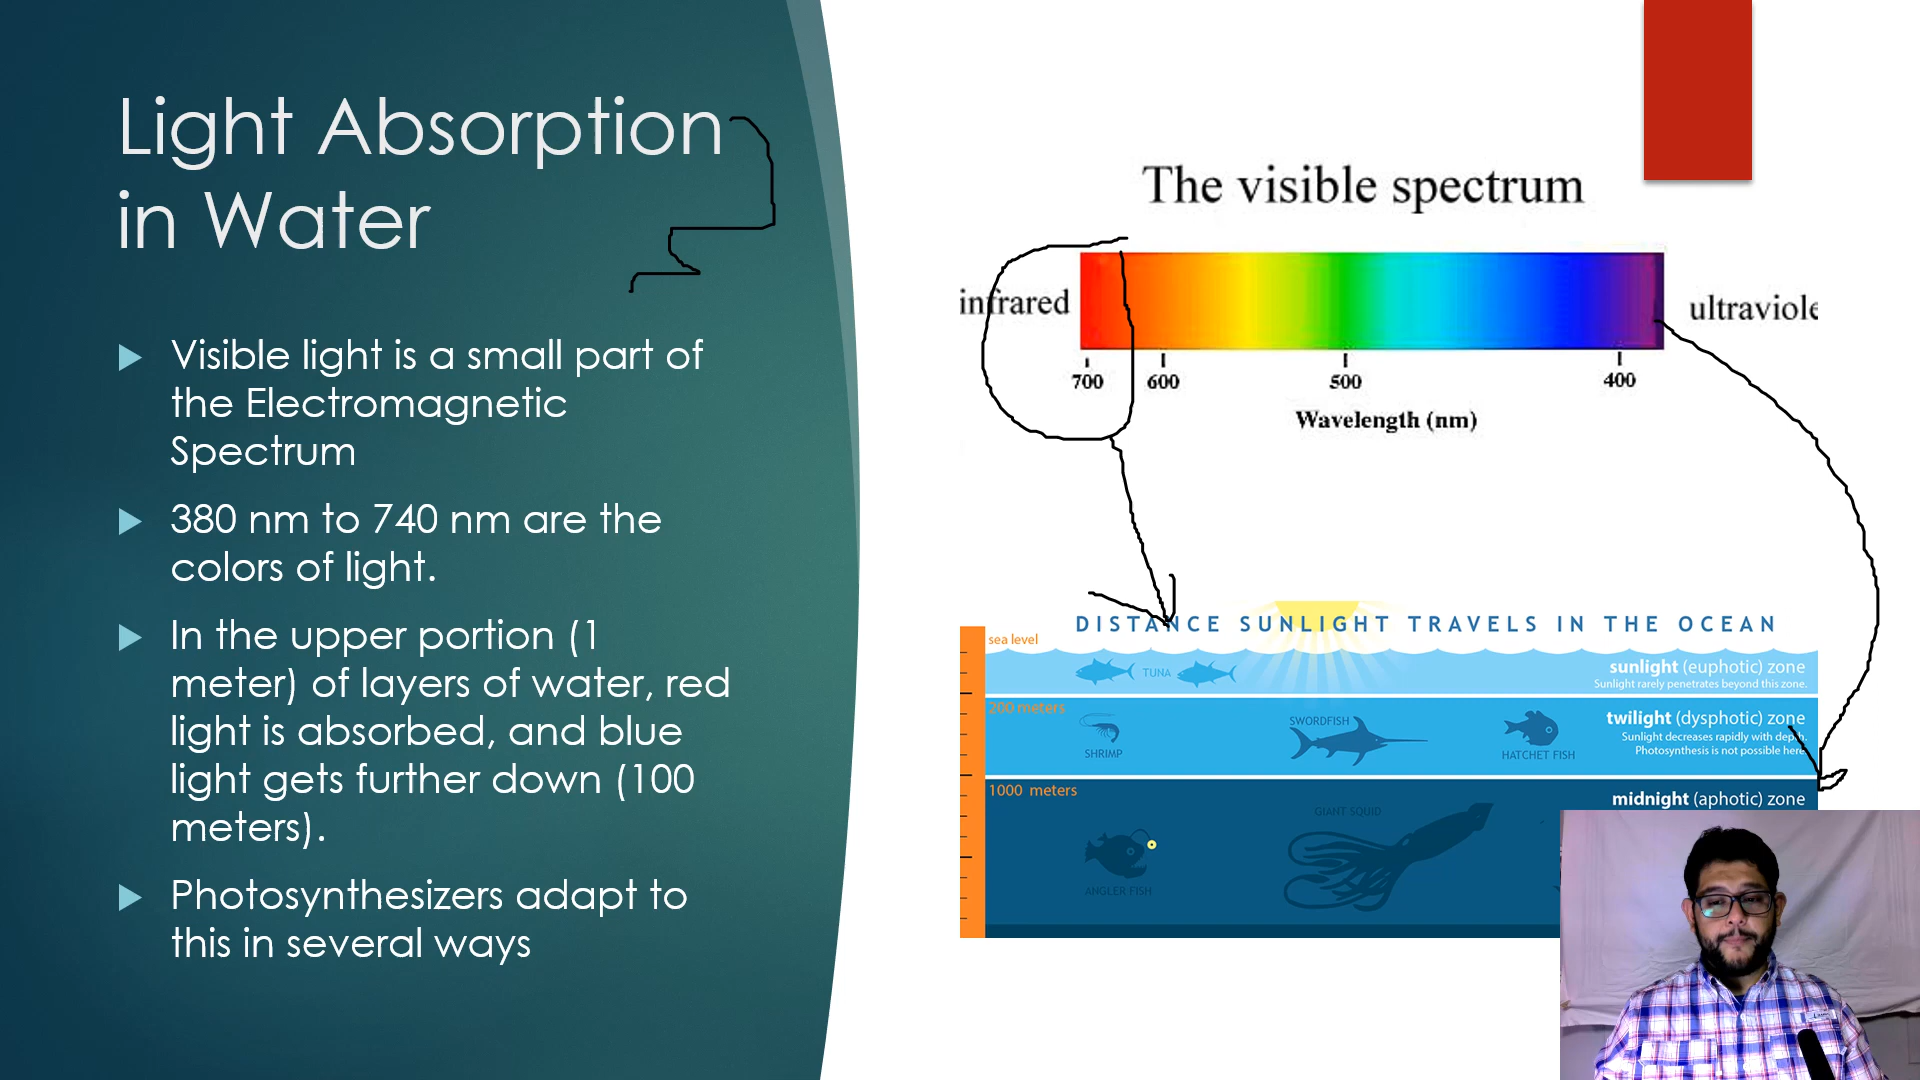 Light Absorption
in Water
Visible light is a small part of
the Electromagnetic
Spectrum
380 nm to 740 nm are the
colors of light.
In the upper portion (1
meter) of layers of water, red
light is absorbed, and blue
light gets further down (100
meters).
Photosynthesizers adapt to
this in several ways
The visible spectrum
infrared
ultraviole
700 600 500 400
Wavelength (nm)
DISTANCE SUNLIGHT TRAVELS IN THE OCEAN
sea level
TUNA
sunlight (euphotic) zone
Sunlight rarely penetrates beyond this zone.
200 meters
SHRIMP
SWORDFISH
HATCHET FISH
twilight (dysphotic) zone
Sunlight decreases rapidly with depth.
Photosynthesis is not possible here
1000 meters
midnight (aphotic) zone
GIANT SQUID
ANGLER FISH